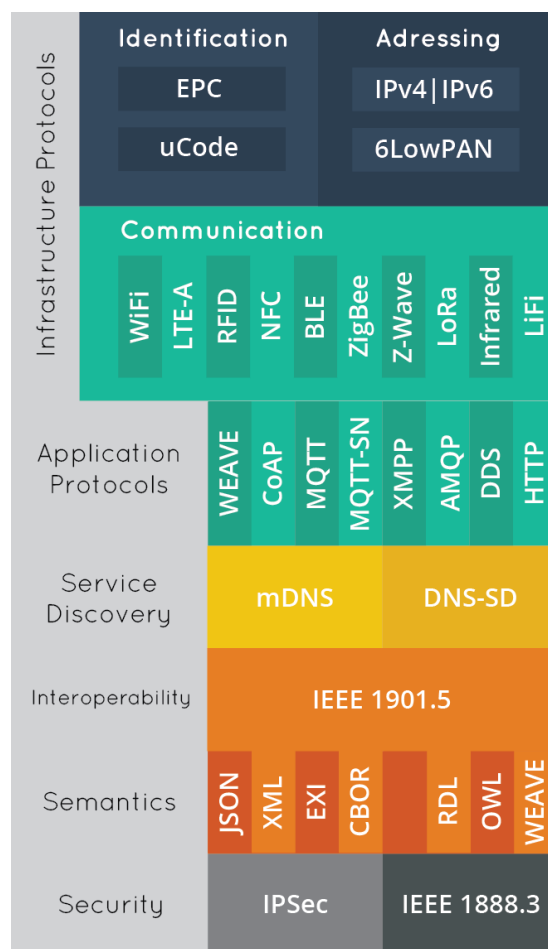 Infrastructure Protocols
Identification
EPC
uCode
Adressing
IPv4|IPv6
6LowPAN
Communication
WiFi
LTE-A
RFID
NFC
BLE
ZigBee
Z-Wave
LoRa
Infrared
LiFi
Application
Protocols
WEAVE
CoAP
MQTT
MQTT-SN
XMPP
AMQP
DDS
HTTP
Service
Discovery
mDNS
DNS-SD
Interoperability
IEEE 1901.5
Semantics
JSON
XML
EXI
CBOR
RDL
OWL
WEAVE
Security
IPSec
IEEE 1888.3